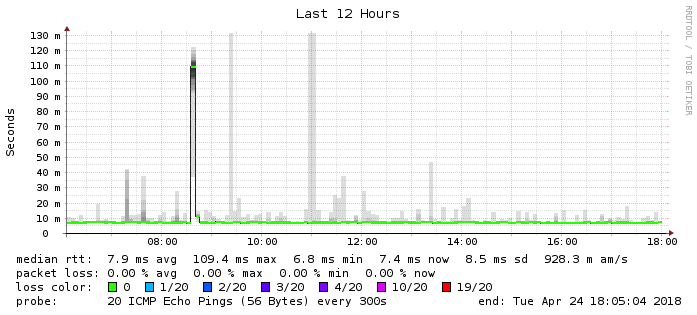 Last 12 Hours
RRDTOOL / TOBI OETIKER
Seconds
130 m
120 m
110 m
100 m
90 m
80 m
70 m
60 m
50 m
40 m
30 m
20 m
10 m
0
08:00 10:00 12:00 14:00 16:00 18:00
median rtt: 7.9 ms avg 109.4 ms max 6.8 ms min 7.4 ms now 8.5 ms sd 928.3 m am/s
packet loss: 0.00 % avg 0.00 % max 0.00 % min 0.00 % now
loss color: 0 1/20 2/20 3/20 4/20 10/20 19/20
probe: 20 ICMP Echo Pings (56 Bytes) every 300s end: Tue Apr 24 18:05:04 2018